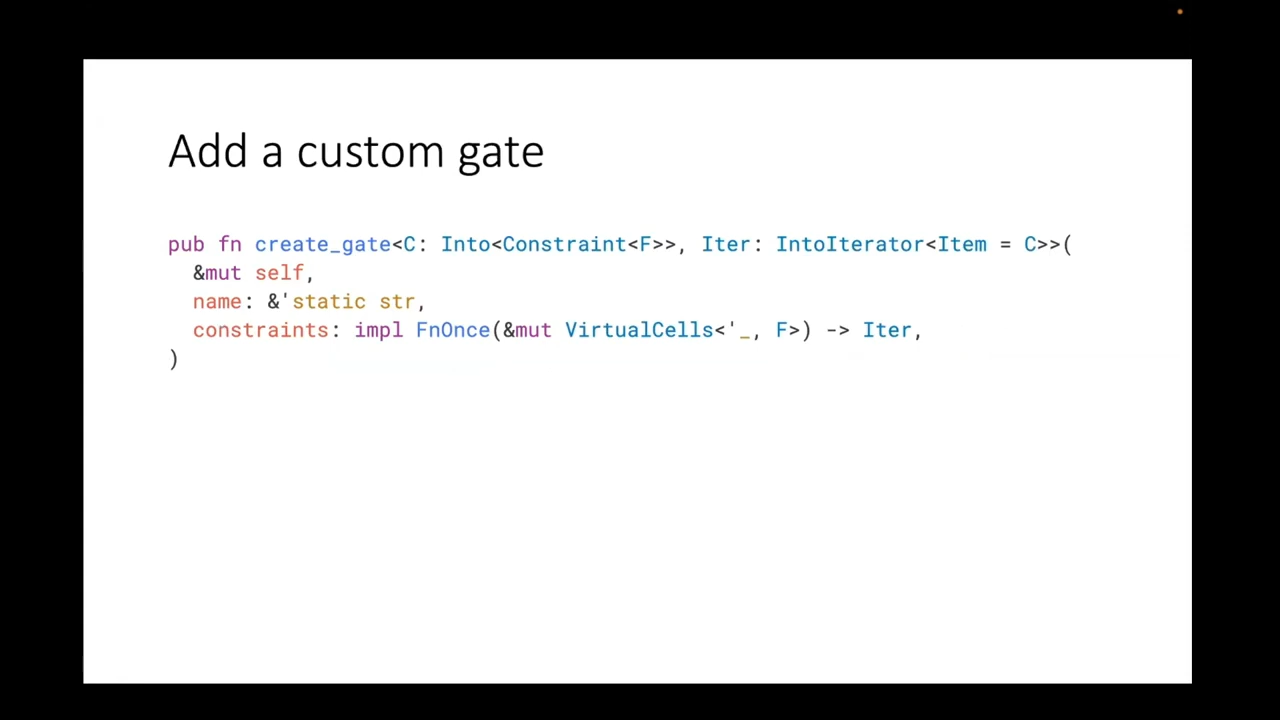 Add a custom gate
pub fn create_gate<C: Into<Constraint<F>>, Iter: IntoIterator<Item = C>>(
&mut self,
name: &'static str,
constraints: impl FnOnce(&mut VirtualCells<'_, F>) -> Iter,
)